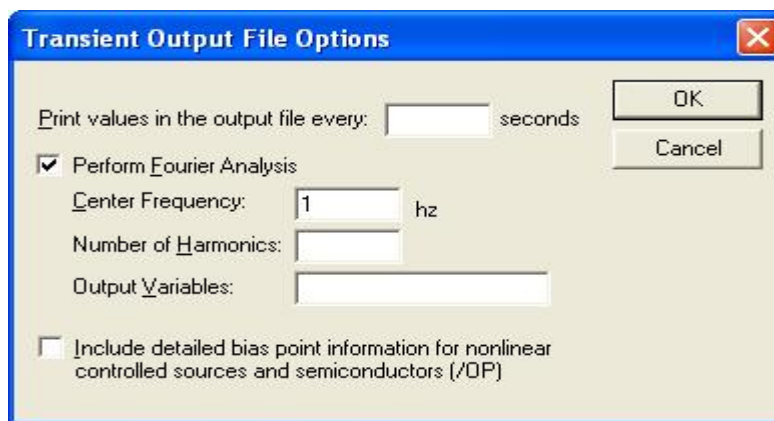 Transient Output File Options
OK
Print values in the output file every: seconds
Cancel
Perform Fourier Analysis
Center Frequency: 1 hz
Number of Harmonics:
Output Variables:
Include detailed bias point information for nonlinear
controlled sources and semiconductors (/OP)